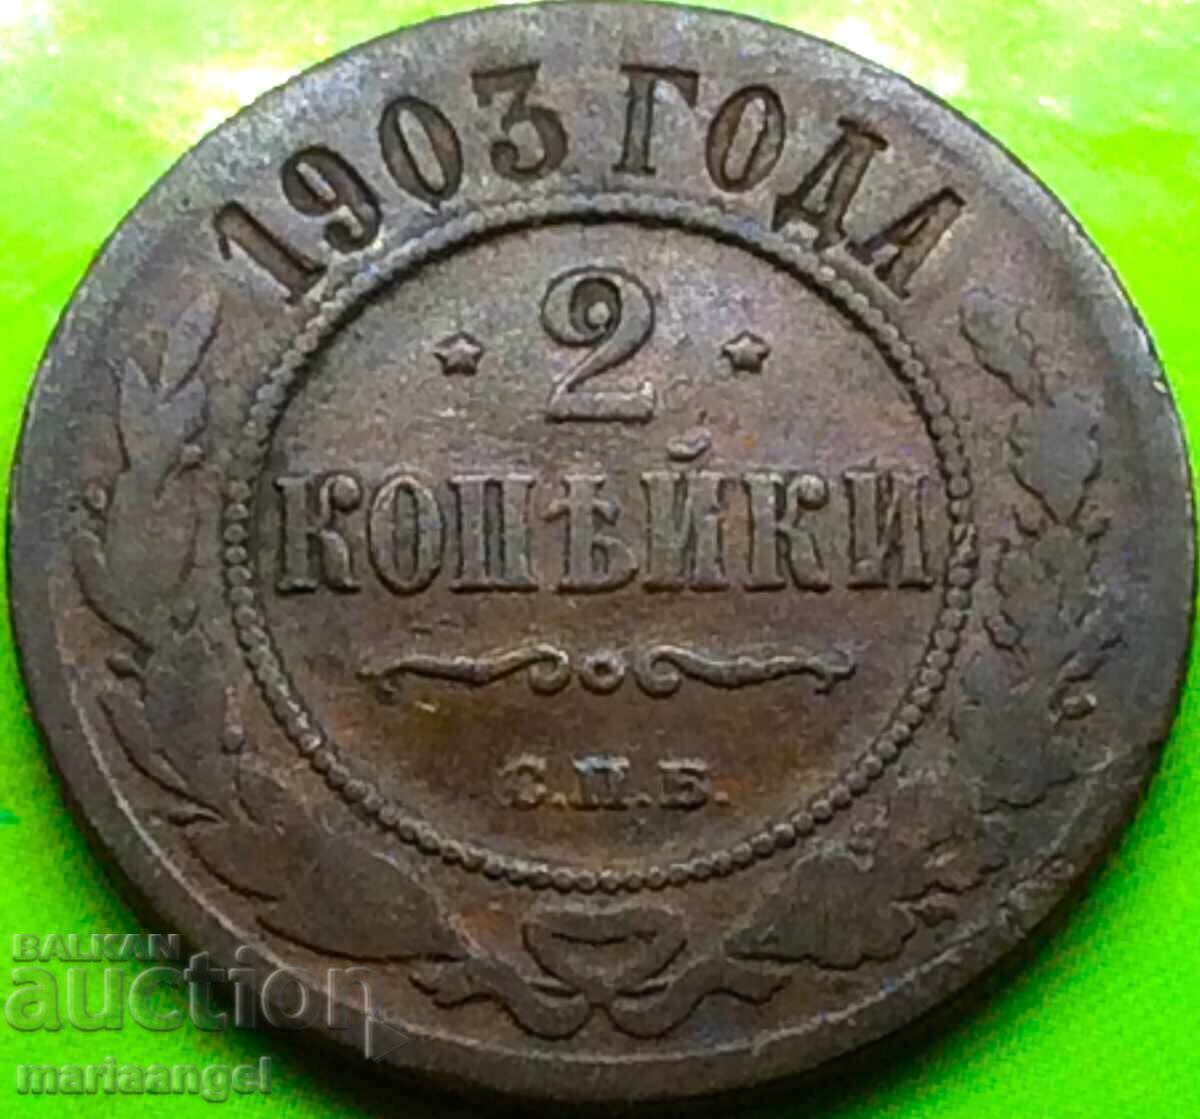 1903 ГОДА
2
КОПѢЙКИ
С.П.Б.
BALKAN
auction
mariaangel